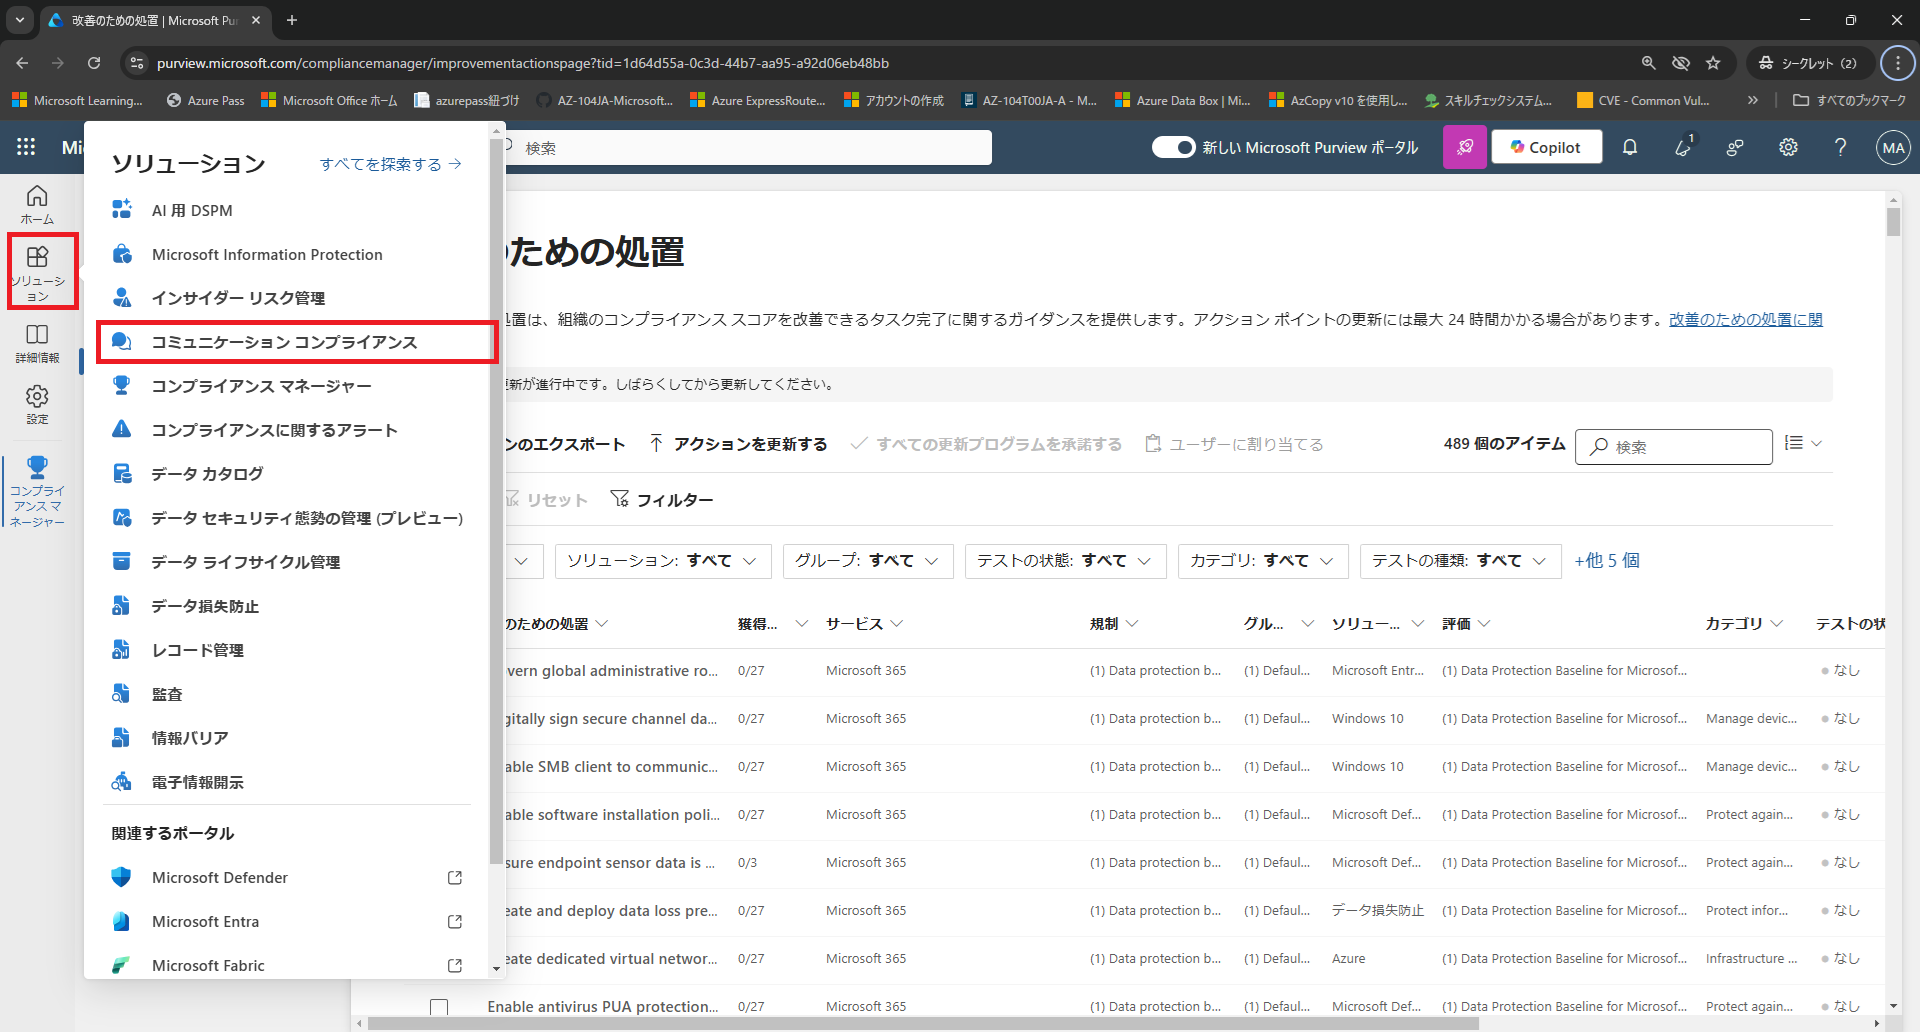 改善のための処置 | Microsoft Pu
purview.microsoft.com/compliancemanager/improvementactionspage?tid=1d64d55a-0c3d-44b7-aa95-a92d06eb48bb
シークレット (2)
Microsoft Learning...
Azure Pass
Microsoft Office ホーム
azurepass紐づけ
AZ-104JA-Microsoft...
Azure ExpressRoute...
アカウントの作成
AZ-104T00JA-A - M...
Azure Data Box | Mi...
AzCopy v10 を使用し...
スキルチェックシステム...
CVE - Common Vul...
すべてのブックマーク
Mi
検索
新しい Microsoft Purview ポータル
Copilot
1
MA
ホーム
ソリューシ
ョン
詳細情報
設定
コンプライ
アンス マ
ネージャー
ソリューション
すべてを探索する
AI 用 DSPM
Microsoft Information Protection
インサイダー リスク管理
コミュニケーション コンプライアンス
コンプライアンス マネージャー
コンプライアンスに関するアラート
データ カタログ
データ セキュリティ態勢の管理 (プレビュー)
データ ライフサイクル管理
データ損失防止
レコード管理
監査
情報バリア
電子情報開示
関連するポータル
Microsoft Defender
Microsoft Entra
Microsoft Fabric
のための処置
処置は、組織のコンプライアンス スコアを改善できるタスク完了に関するガイダンスを提供します。アクション ポイントの更新には最大 24 時間かかる場合があります。改善のための処置に関
更新が進行中です。しばらくしてから更新してください。
ンのエクスポート
アクションを更新する
すべての更新プログラムを承諾する
ユーザーに割り当てる
489 個のアイテム
検索
リセット
フィルター
ソリューション: すべて
グループ: すべて
テストの状態: すべて
カテゴリ: すべて
テストの種類: すべて
+他 5 個
のための処置 獲得... サービス 規制 グル... ソリュー... 評価 カテゴリ テストの状
vern global administrative ro... 0/27 Microsoft 365 (1) Data protection b... (1) Defaul... Microsoft Entr... (1) Data Protection Baseline for Microsof... なし
gitally sign secure channel da... 0/27 Microsoft 365 (1) Data protection b... (1) Defaul... Windows 10 (1) Data Protection Baseline for Microsof... Manage devic... なし
able SMB client to communic... 0/27 Microsoft 365 (1) Data protection b... (1) Defaul... Windows 10 (1) Data Protection Baseline for Microsof... Manage devic... なし
able software installation poli... 0/27 Microsoft 365 (1) Data protection b... (1) Defaul... Microsoft Def... (1) Data Protection Baseline for Microsof... Protect again... なし
sure endpoint sensor data is ... 0/3 Microsoft 365 (1) Data protection b... (1) Defaul... Microsoft Def... (1) Data Protection Baseline for Microsof... Protect again... なし
eate and deploy data loss pre... 0/27 Microsoft 365 (1) Data protection b... (1) Defaul... データ損失防止 (1) Data Protection Baseline for Microsof... Protect infor... なし
eate dedicated virtual networ... 0/27 Microsoft 365 (1) Data protection b... (1) Defaul... Azure (1) Data Protection Baseline for Microsof... Infrastructure ... なし
Enable antivirus PUA protection... 0/27 Microsoft 365 (1) Data protection b... (1) Defaul... Microsoft Def... (1) Data Protection Baseline for Microsof... Protect again... なし